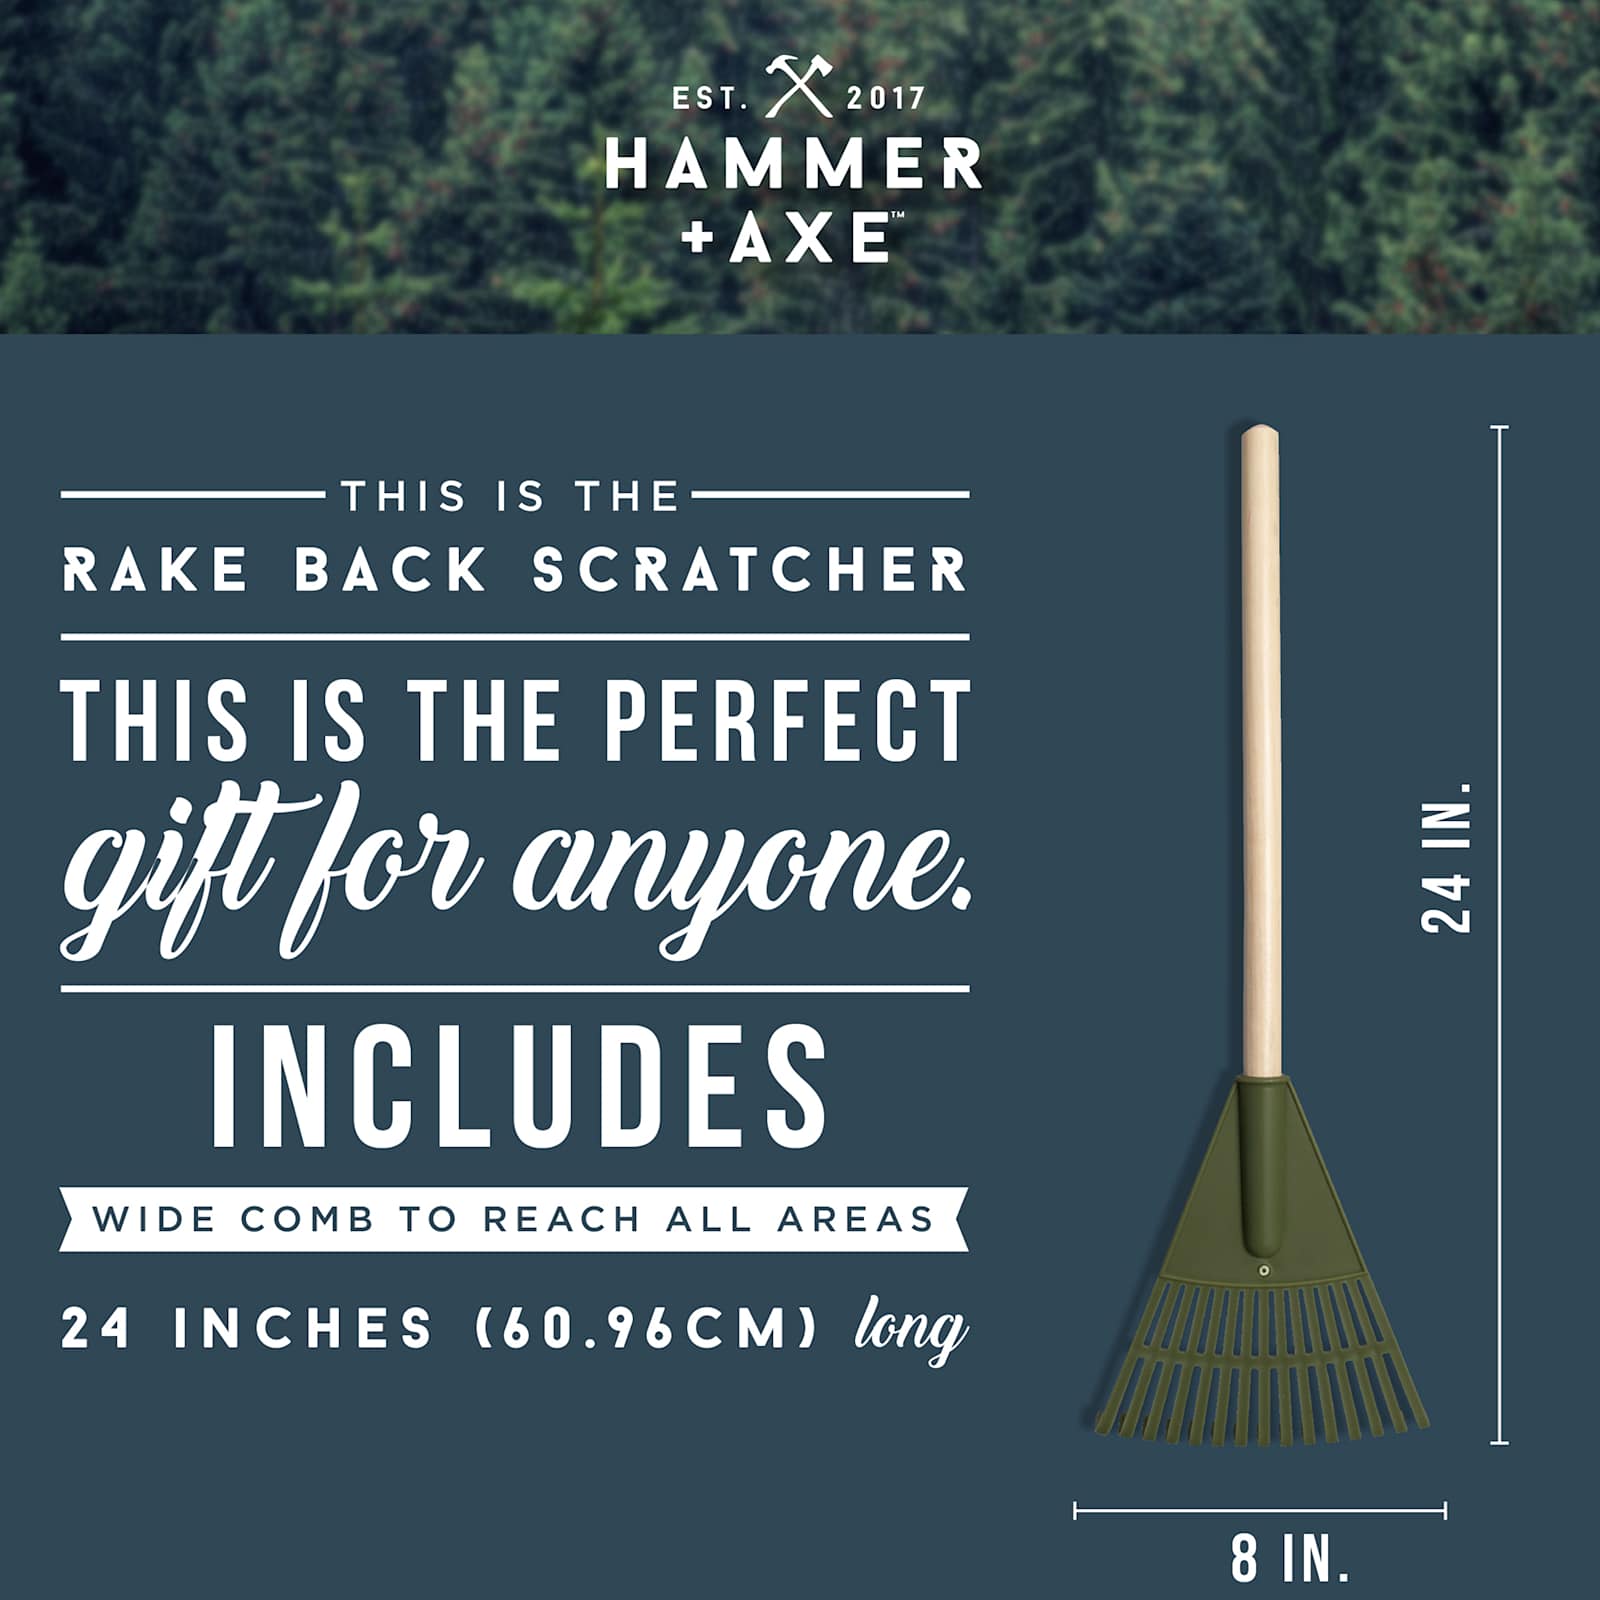 EST. 2017
HAMMER
+AXE™
THIS IS THE
RAKE BACK SCRATCHER
THIS IS THE PERFECT
gift for anyone.
INCLUDES
WIDE COMB TO REACH ALL AREAS
24 INCHES (60.96CM) long
24 IN.
8 IN.